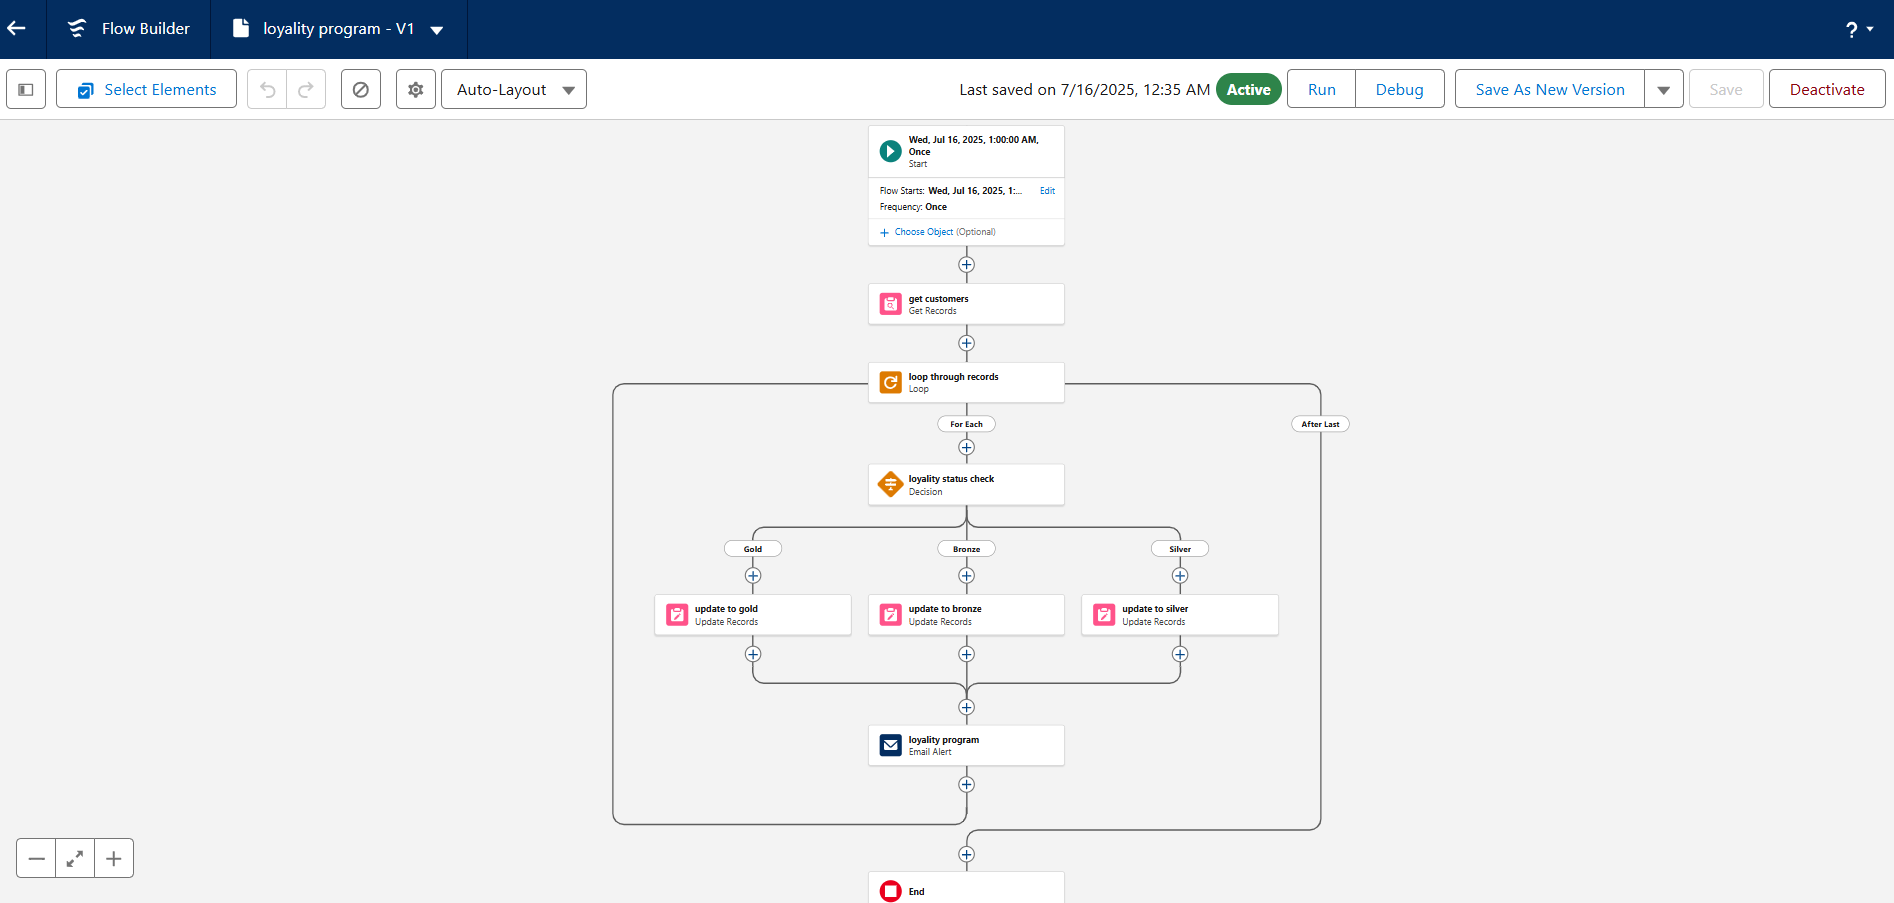 Flow Builder
loyality program - V1
?
Select Elements
Auto-Layout
Last saved on 7/16/2025, 12:35 AM
Active
Run
Debug
Save As New Version
Save
Deactivate
Wed, Jul 16, 2025, 1:00:00 AM,
Once
Start
Flow Starts: Wed, Jul 16, 2025, 1:...
Edit
Frequency: Once
+ Choose Object (Optional)
get customers
Get Records
loop through records
Loop
For Each
After Last
loyality status check
Decision
Gold
Bronze
Silver
update to gold
Update Records
update to bronze
Update Records
update to silver
Update Records
loyality program
Email Alert
End